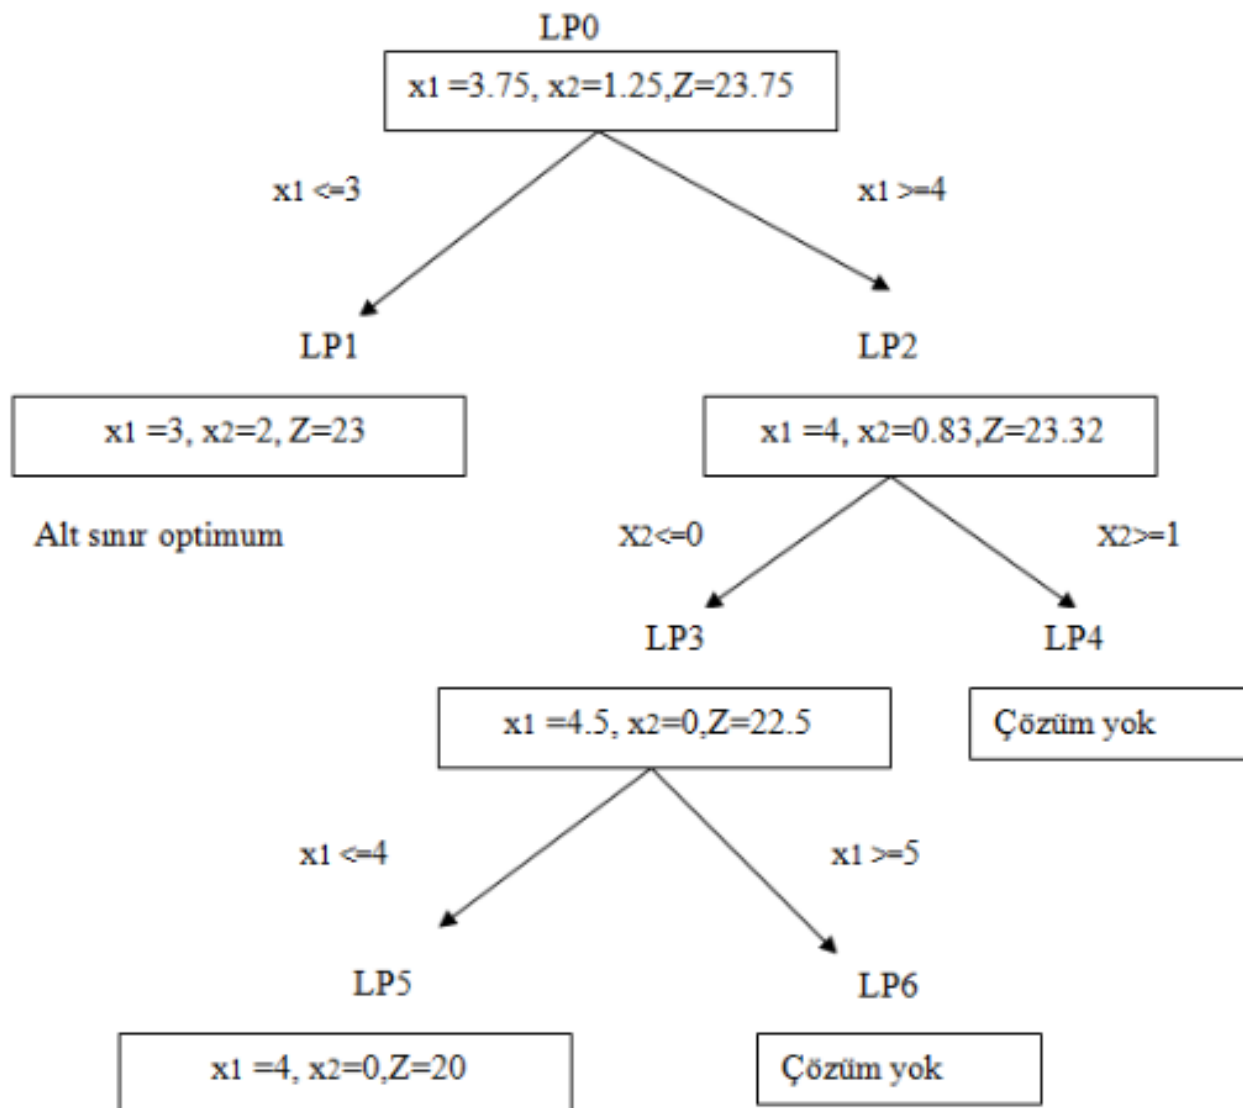 LP0
x1 =3.75, x2=1.25,Z=23.75
x1 <=3
x1 >=4
LP1
LP2
x1 =3, x2=2, Z=23
x1 =4, x2=0.83,Z=23.32
Alt sınır optimum
X2<=0
X2>=1
LP3
LP4
x1 =4.5, x2=0,Z=22.5
Çözüm yok
x1 <=4
x1 >=5
LP5
LP6
x1 =4, x2=0,Z=20
Çözüm yok